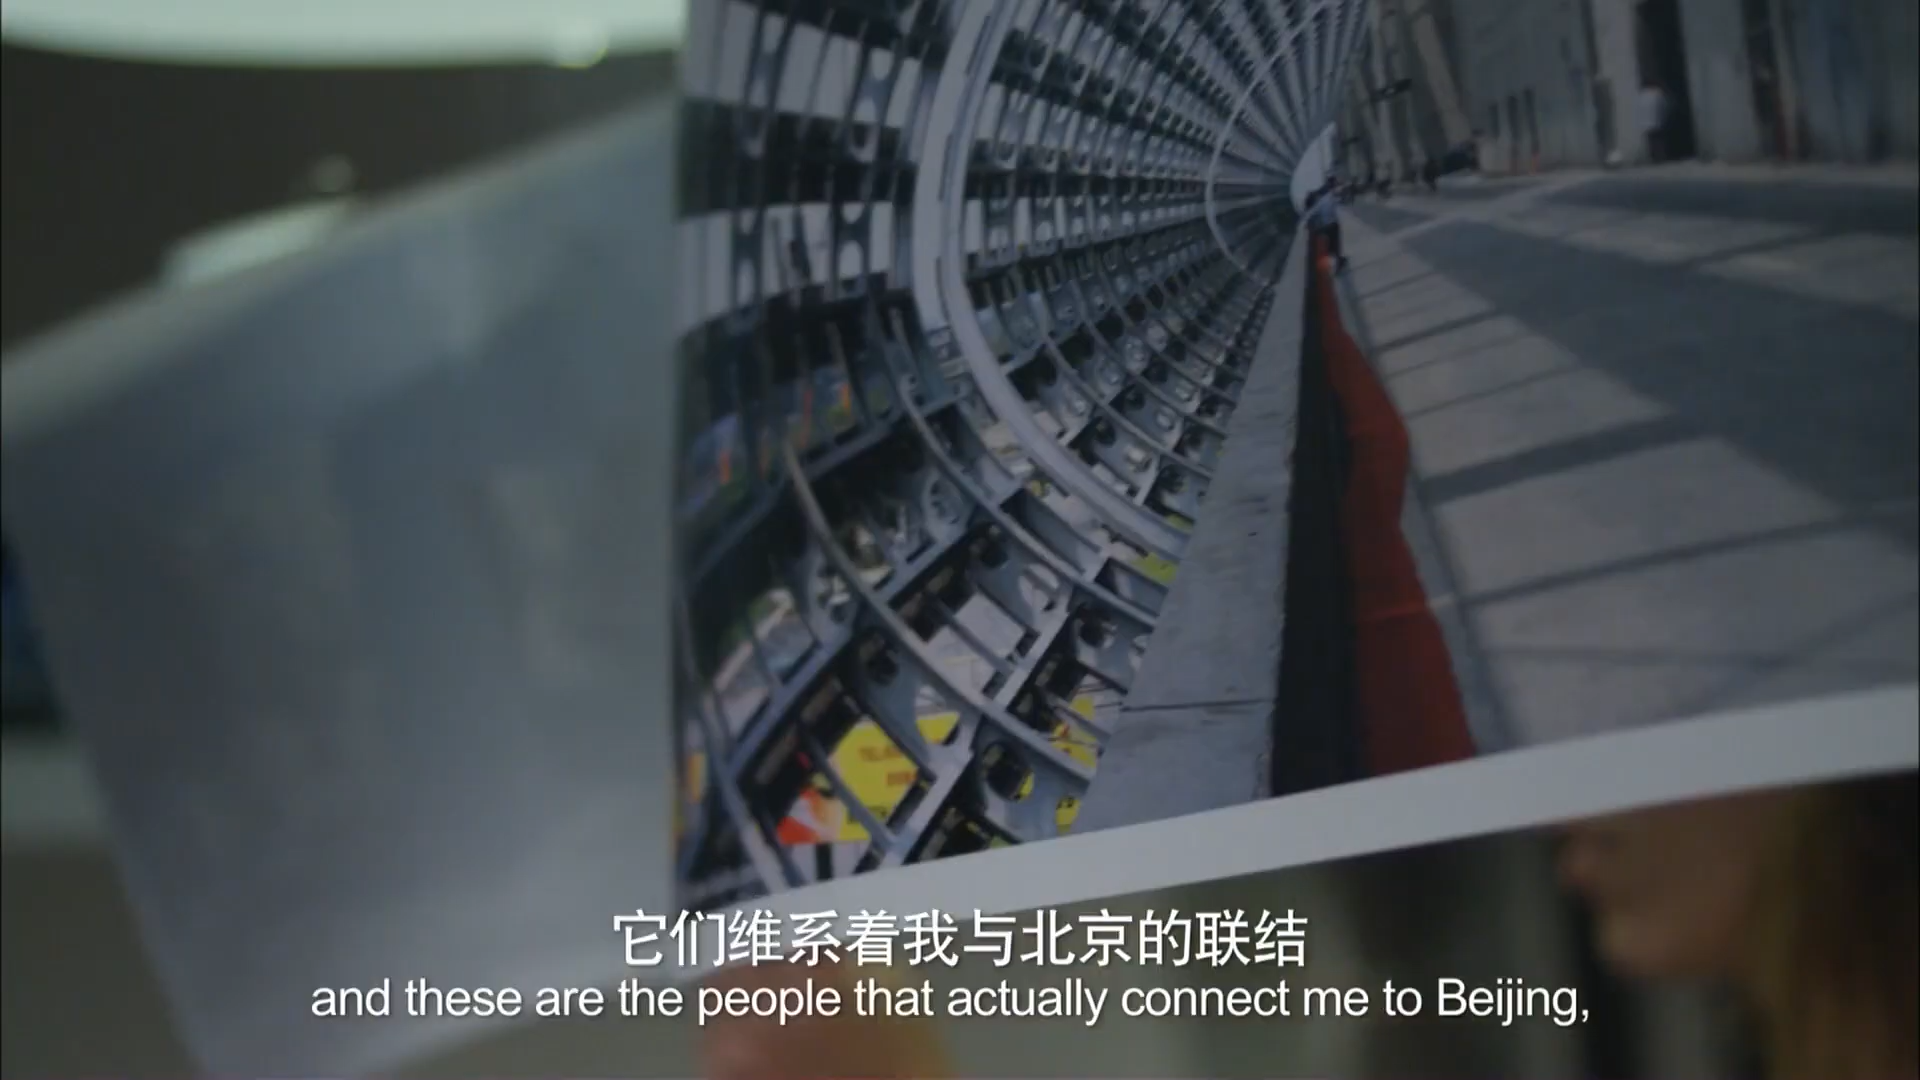 它们维系着我与北京的联结
and these are the people that actually connect me to Beijing,